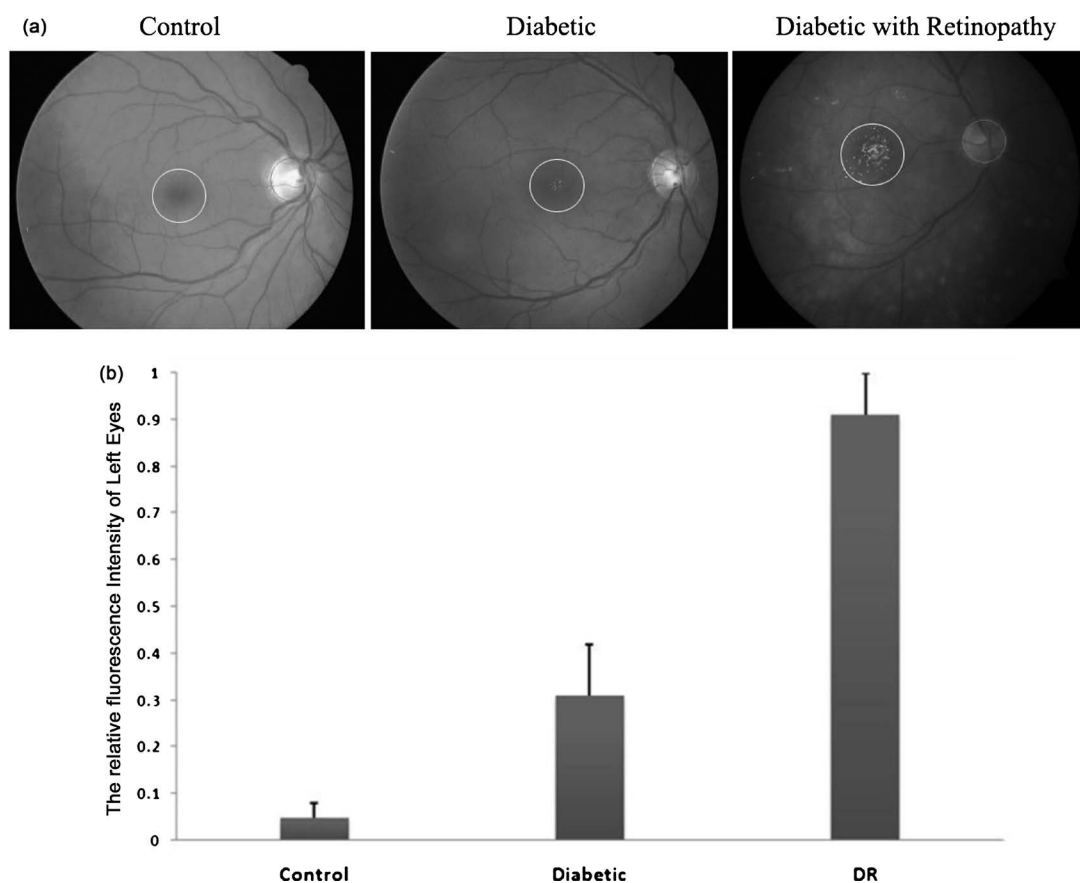 (a) Control Diabetic Diabetic with Retinopathy
(b)
The relative fluorescence Intensity of Left Eyes
1
0.9
0.8
0.7
0.6
0.5
0.4
0.3
0.2
0.1
0
Control Diabetic DR